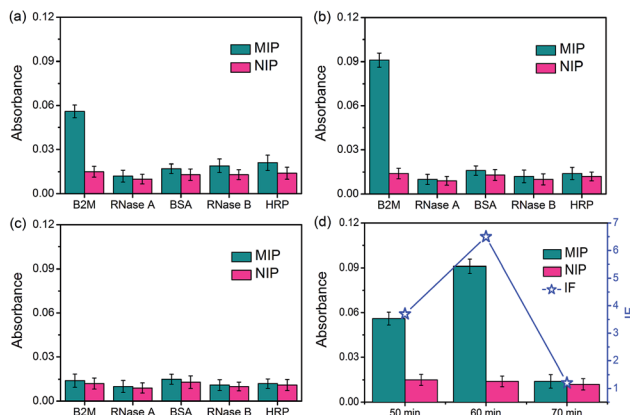 (a)
0.12
0.09
0.06
0.03
0.00
Absorbance
MIP
NIP
B2M RNase A BSA RNase B HRP
(b)
0.12
0.09
0.06
0.03
0.00
Absorbance
MIP
NIP
B2M RNase A BSA RNase B HRP
(c)
0.12
0.09
0.06
0.03
0.00
Absorbance
MIP
NIP
B2M RNase A BSA RNase B HRP
(d)
0.12
0.09
0.06
0.03
0.00
Absorbance
MIP
NIP
IF
7
6
5
4
3
2
1
IF
50 min 60 min 70 min